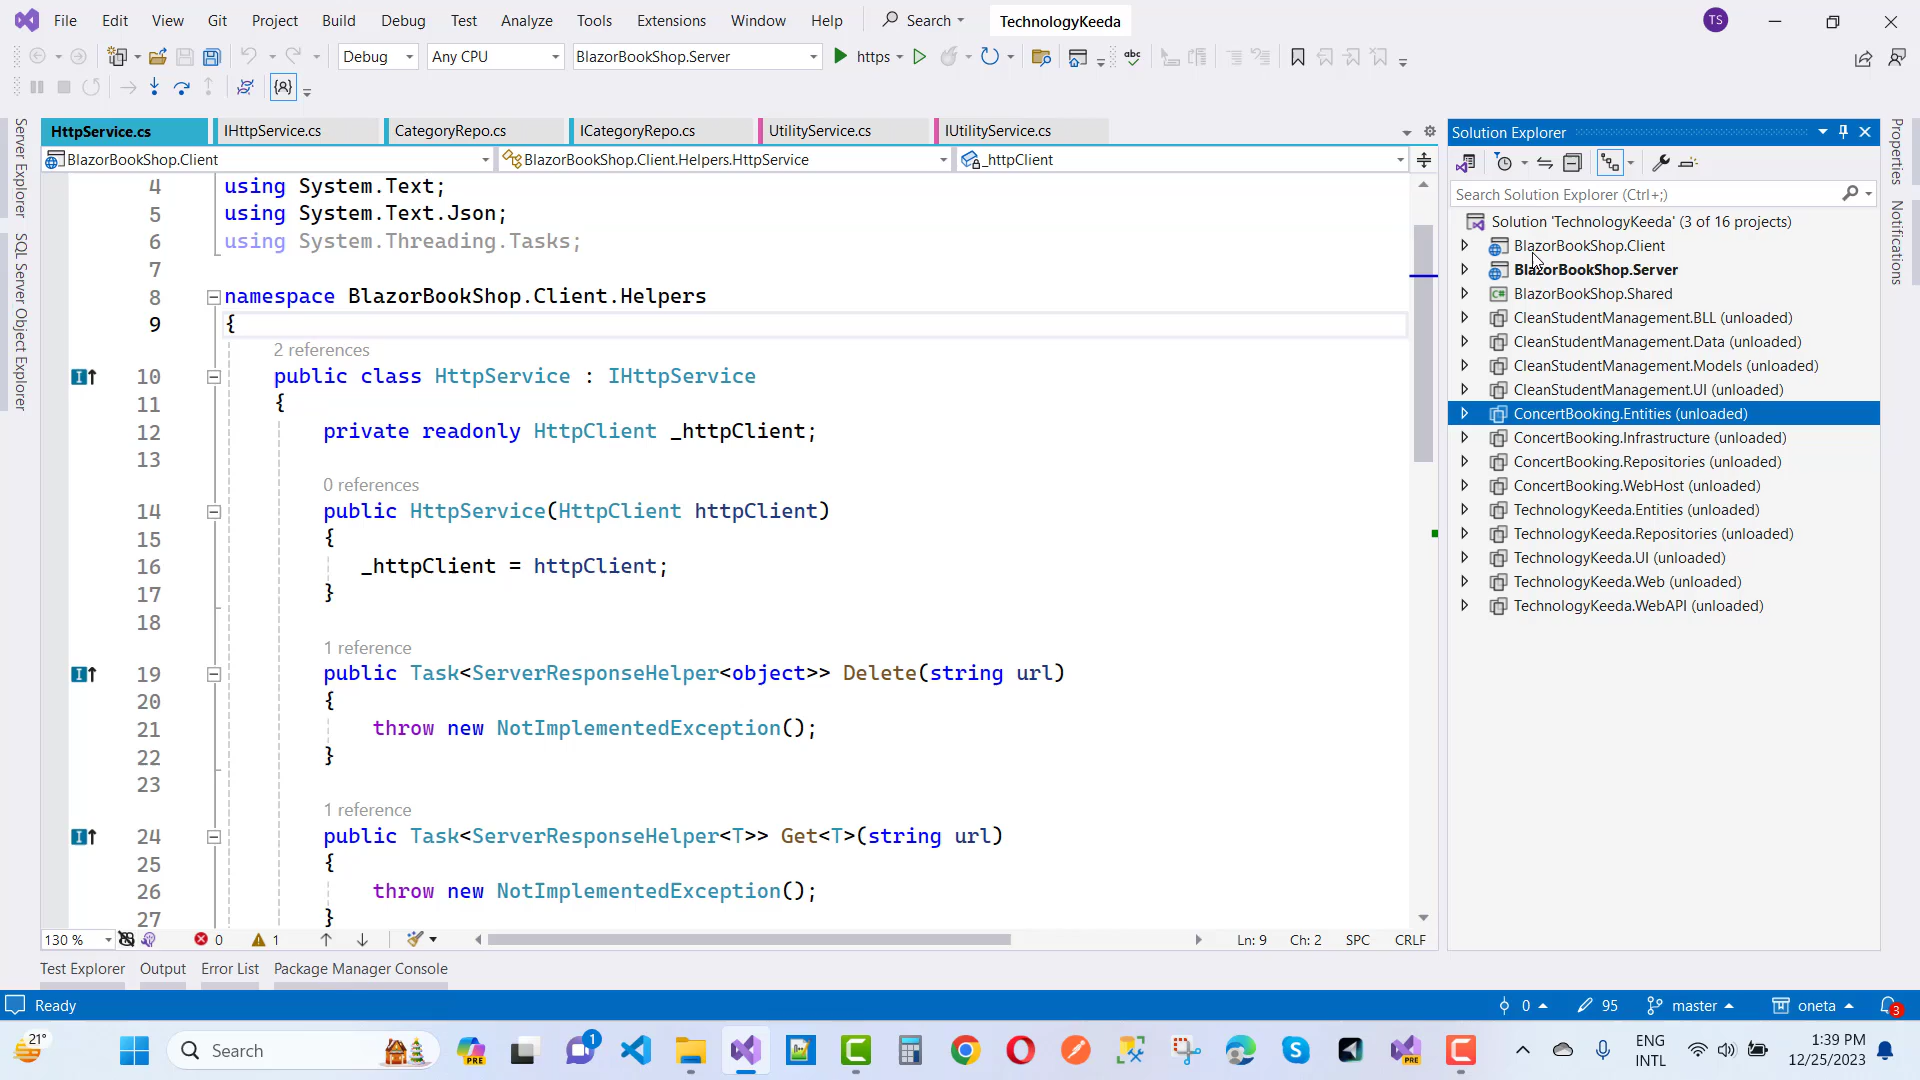 File Edit View Git Project Build Debug Test Analyze Tools Extensions Window Help Search TechnologyKeeda TS
Debug Any CPU BlazorBookShop.Server https
HttpService.cs IHttpService.cs CategoryRepo.cs ICategoryRepo.cs UtilityService.cs IUtilityService.cs
BlazorBookShop.Client BlazorBookShop.Client.Helpers.HttpService _httpClient
Server Explorer
SQL Server Object Explorer
4 using System.Text;
5 using System.Text.Json;
6 using System.Threading.Tasks;
7
8 namespace BlazorBookShop.Client.Helpers
9 {
2 references
10 public class HttpService : IHttpService
11 {
12 private readonly HttpClient _httpClient;
13
0 references
14 public HttpService(HttpClient httpClient)
15 {
16 _httpClient = httpClient;
17 }
18
1 reference
19 public Task<ServerResponseHelper<object>> Delete(string url)
20 {
21 throw new NotImplementedException();
22 }
23
1 reference
24 public Task<ServerResponseHelper<T>> Get<T>(string url)
25 {
26 throw new NotImplementedException();
27 }
130 % 0 1 Ln: 9 Ch: 2 SPC CRLF
Solution Explorer
Search Solution Explorer (Ctrl+;)
Solution 'TechnologyKeeda' (3 of 16 projects)
BlazorBookShop.Client
BlazorBookShop.Server
BlazorBookShop.Shared
CleanStudentManagement.BLL (unloaded)
CleanStudentManagement.Data (unloaded)
CleanStudentManagement.Models (unloaded)
CleanStudentManagement.UI (unloaded)
ConcertBooking.Entities (unloaded)
ConcertBooking.Infrastructure (unloaded)
ConcertBooking.Repositories (unloaded)
ConcertBooking.WebHost (unloaded)
TechnologyKeeda.Entities (unloaded)
TechnologyKeeda.Repositories (unloaded)
TechnologyKeeda.UI (unloaded)
TechnologyKeeda.Web (unloaded)
TechnologyKeeda.WebAPI (unloaded)
Properties
Notifications
Test Explorer Output Error List Package Manager Console
Ready 0 95 master oneta 3
21° Search PRE 1 PRE ENG INTL 1:39 PM
12/25/2023